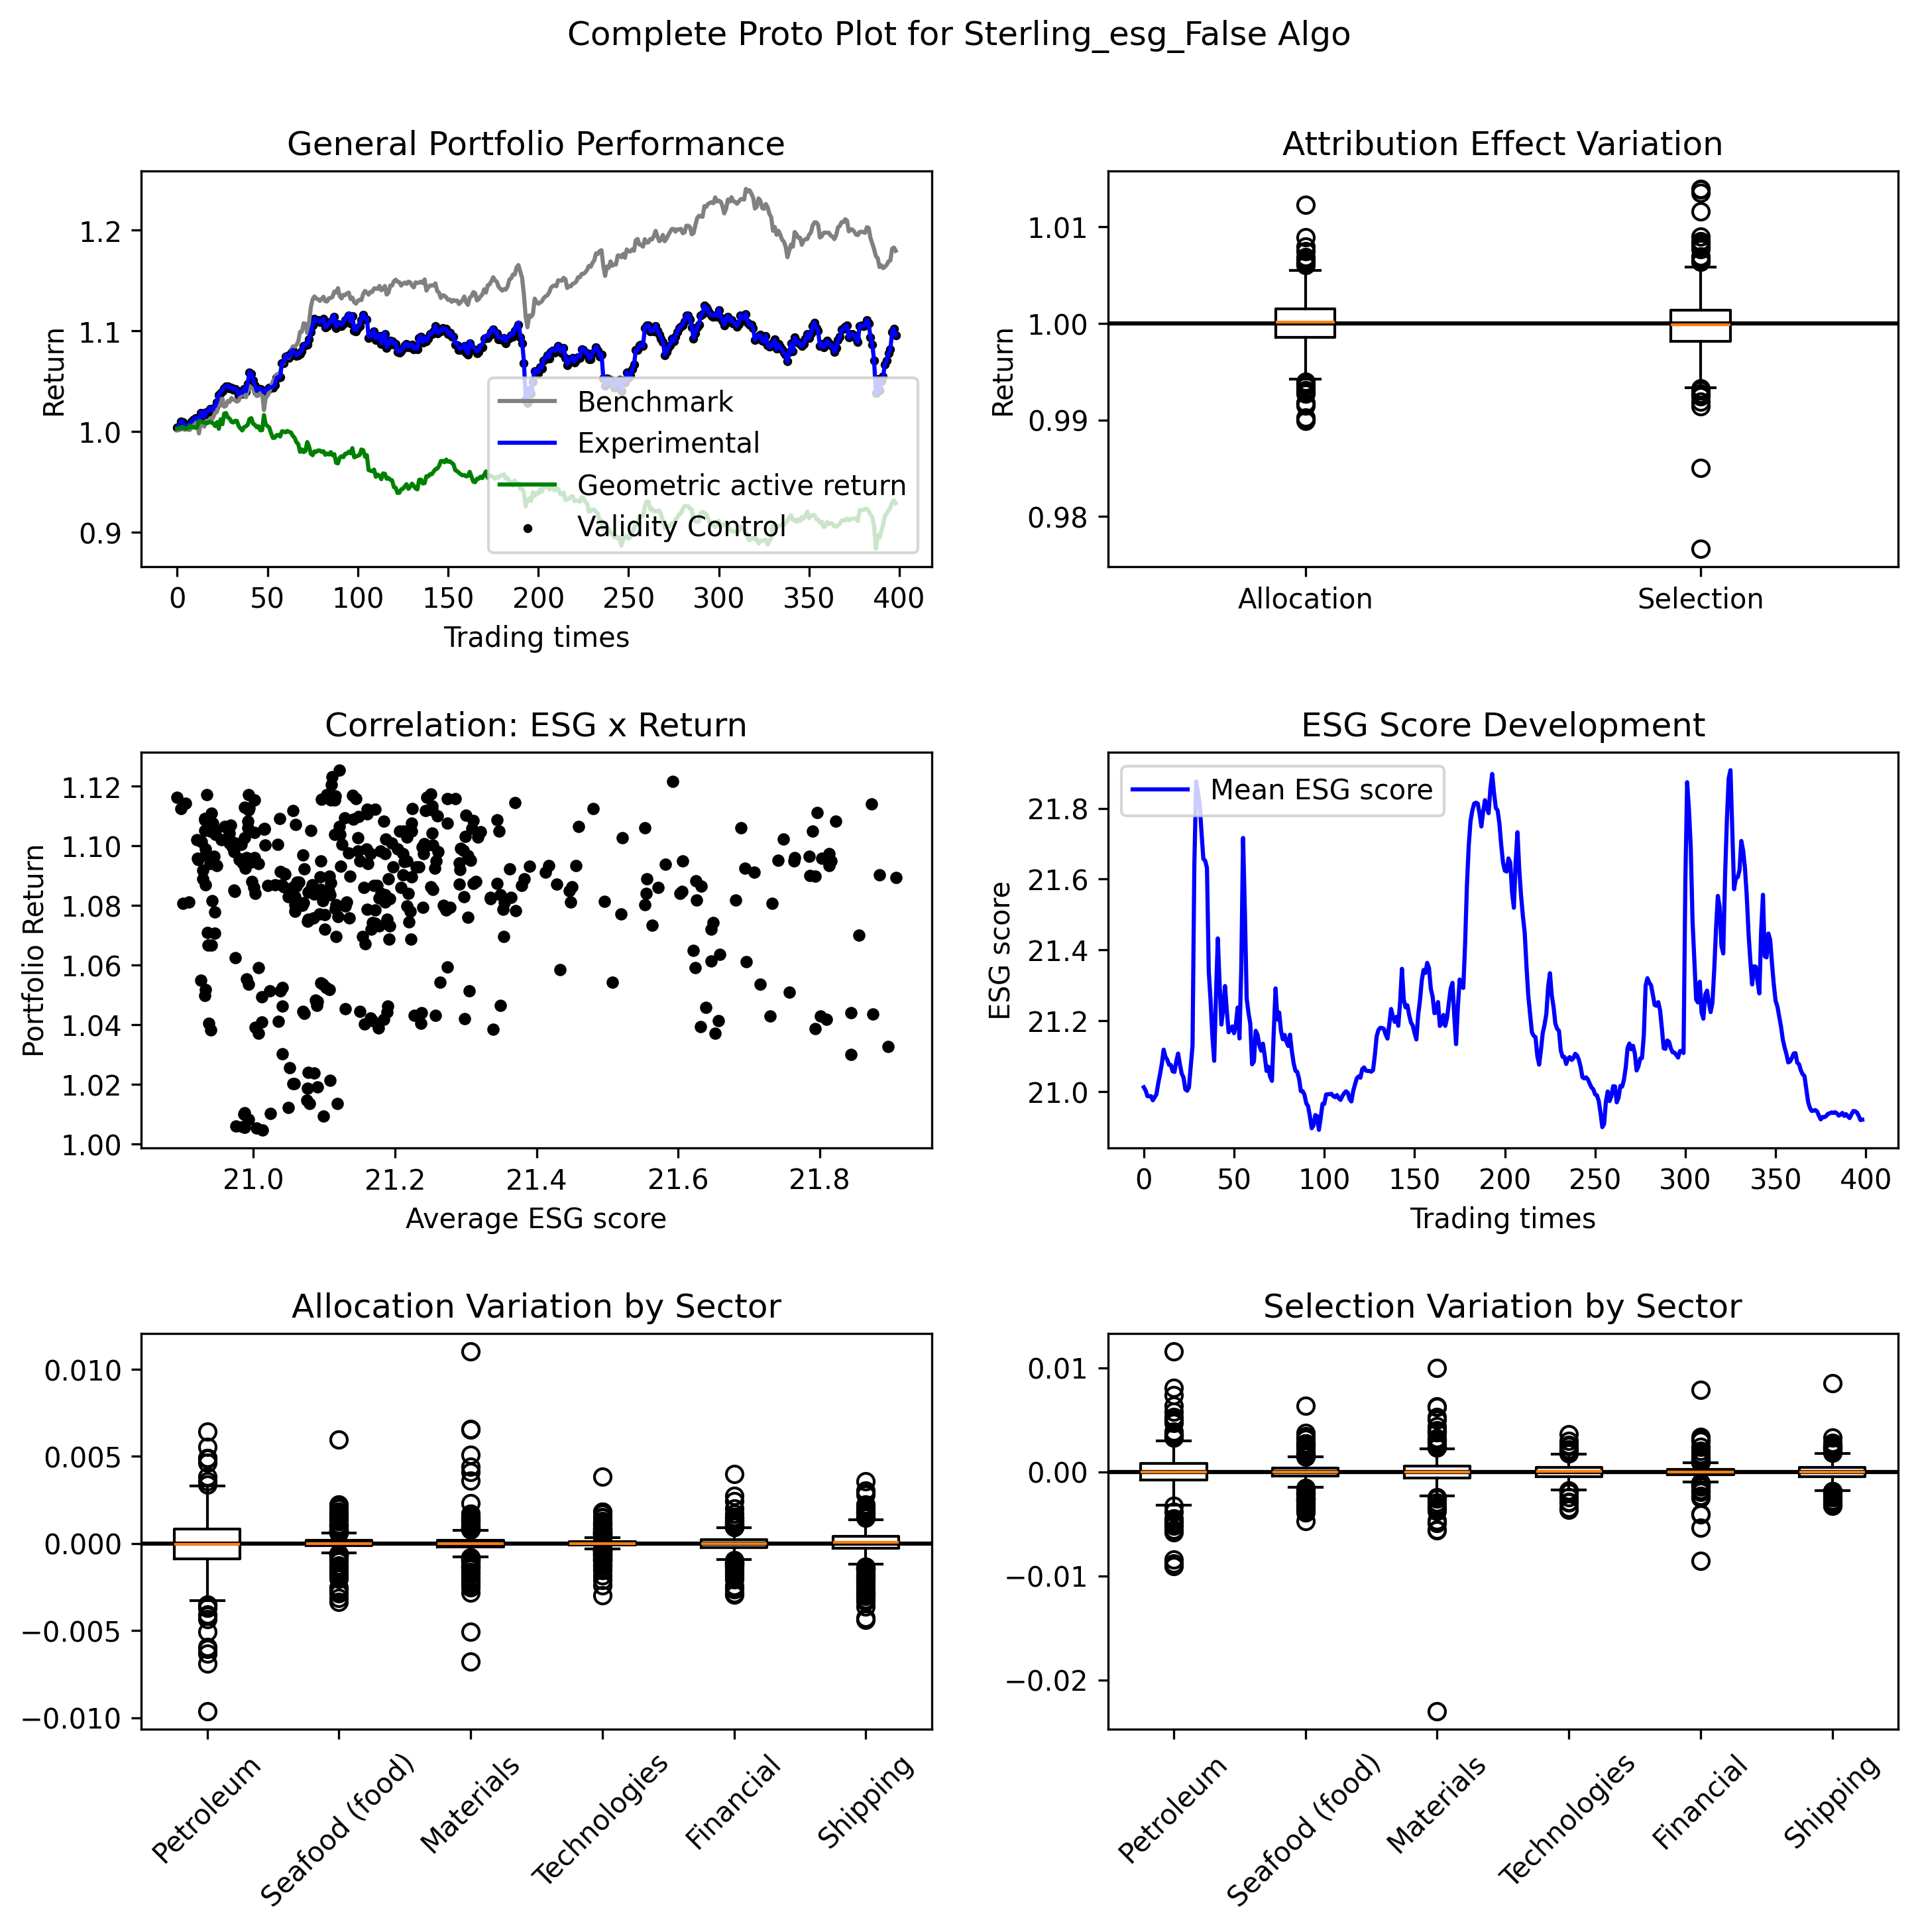 Complete Proto Plot for Sterling_esg_False Algo
General Portfolio Performance
Return
1.2
1.1
1.0
0.9
Benchmark
Experimental
Geometric active return
Validity Control
0 50 100 150 200 250 300 350 400
Trading times
Attribution Effect Variation
Return
1.01
1.00
0.99
0.98
Allocation Selection
Correlation: ESG x Return
Portfolio Return
1.12
1.10
1.08
1.06
1.04
1.02
1.00
21.0 21.2 21.4 21.6 21.8
Average ESG score
ESG Score Development
ESG score
Mean ESG score
21.8
21.6
21.4
21.2
21.0
0 50 100 150 200 250 300 350 400
Trading times
Allocation Variation by Sector
0.010
0.005
0.000
−0.005
−0.010
Petroleum
Seafood (food)
Materials
Technologies
Financial
Shipping
Selection Variation by Sector
0.01
0.00
−0.01
−0.02
Petroleum
Seafood (food)
Materials
Technologies
Financial
Shipping